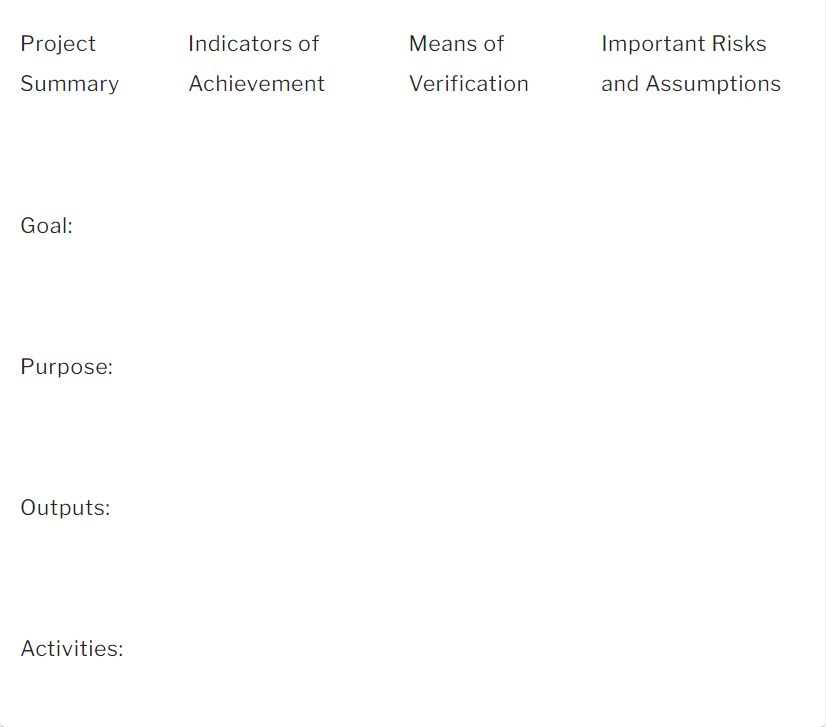 Project Summary
Indicators of Achievement
Means of Verification
Important Risks and Assumptions
Goal:
Purpose:
Outputs:
Activities: